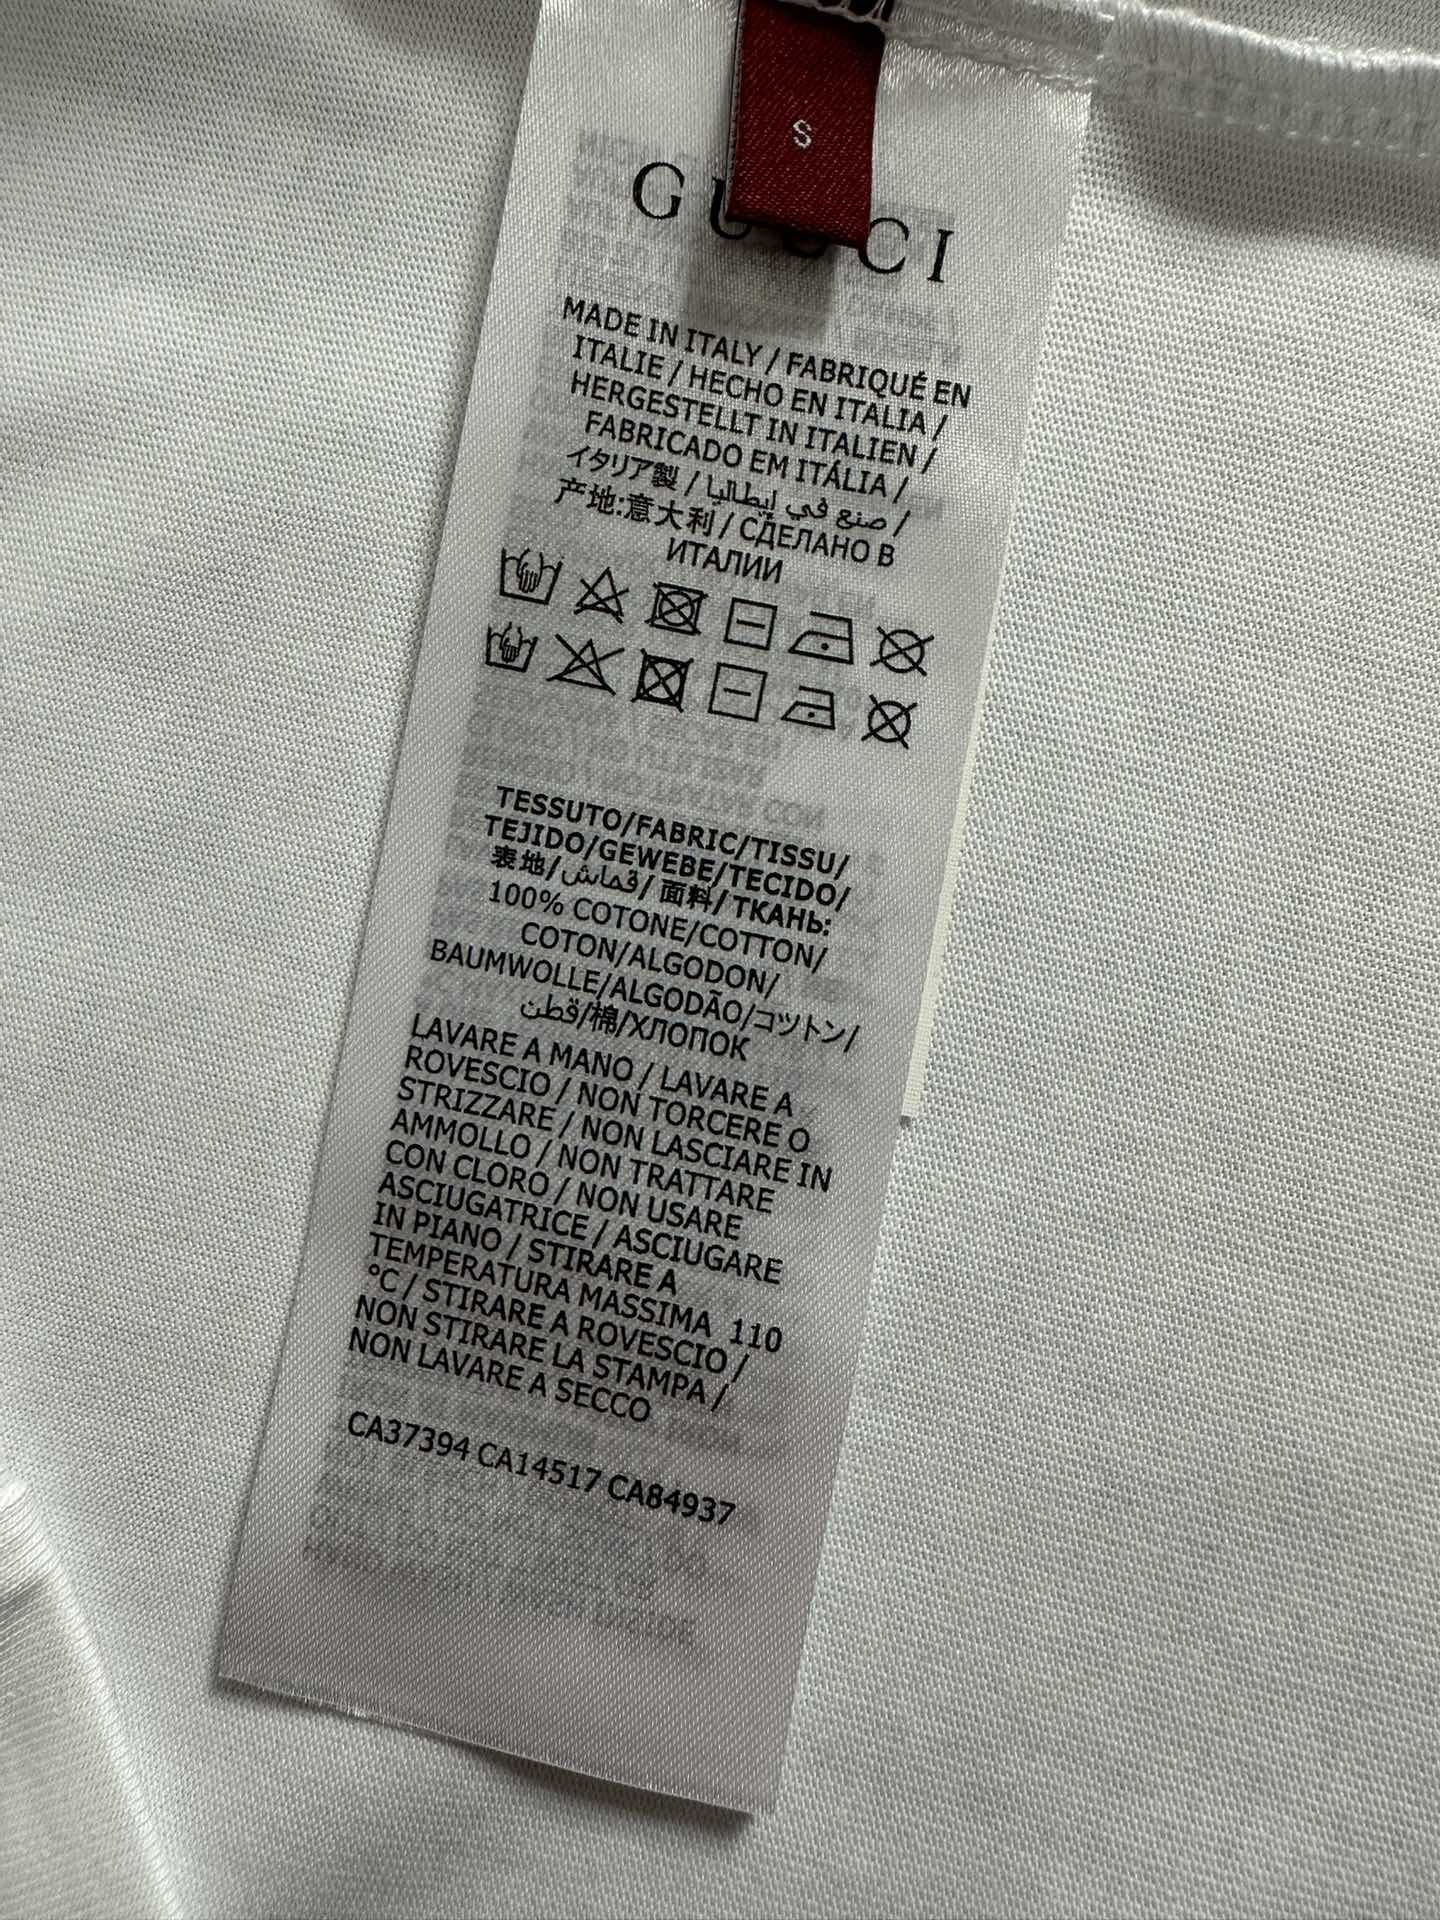 S
GUCCI
MADE IN ITALY / FABRIQUÉ EN
ITALIE / HECHO EN ITALIA /
HERGESTELLT IN ITALIEN /
FABRICADO EM ITÁLIA /
イタリア製 / صنع في إيطاليا /
产地:意大利 / СДЕЛАНО В
ИТАЛИИ
TESSUTO/FABRIC/TISSU/
TEJIDO/GEWEBE/TECIDO/
表地/قماش/ 面料/ТКАНЬ:
100% COTONE/COTTON/
COTON/ALGODON/
BAUMWOLLE/ALGODÃO/コットン/
قطن/棉/ХЛОПОК
LAVARE A MANO / LAVARE A
ROVESCIO / NON TORCERE O
STRIZZARE / NON LASCIARE IN
AMMOLLO / NON TRATTARE
CON CLORO / NON USARE
ASCIUGATRICE / ASCIUGARE
IN PIANO / STIRARE A
TEMPERATURA MASSIMA 110
°C / STIRARE A ROVESCIO /
NON STIRARE LA STAMPA /
NON LAVARE A SECCO
CA37394 CA14517 CA84937